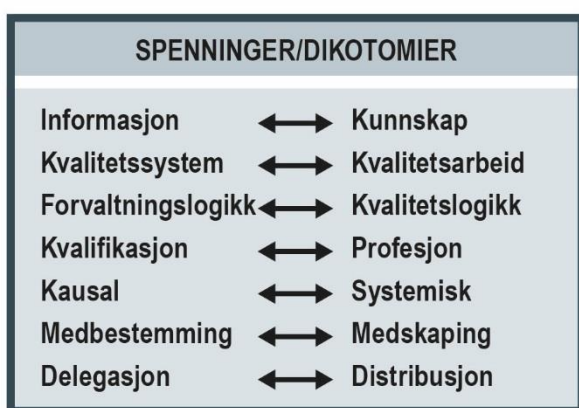 SPENNINGER/DIKOTOMIER
Informasjon ↔ Kunnskap
Kvalitetssystem ↔ Kvalitetsarbeid
Forvaltningslogikk ↔ Kvalitetslogikk
Kvalifikasjon ↔ Profesjon
Kausal ↔ Systemisk
Medbestemming ↔ Medskaping
Delegasjon ↔ Distribusjon